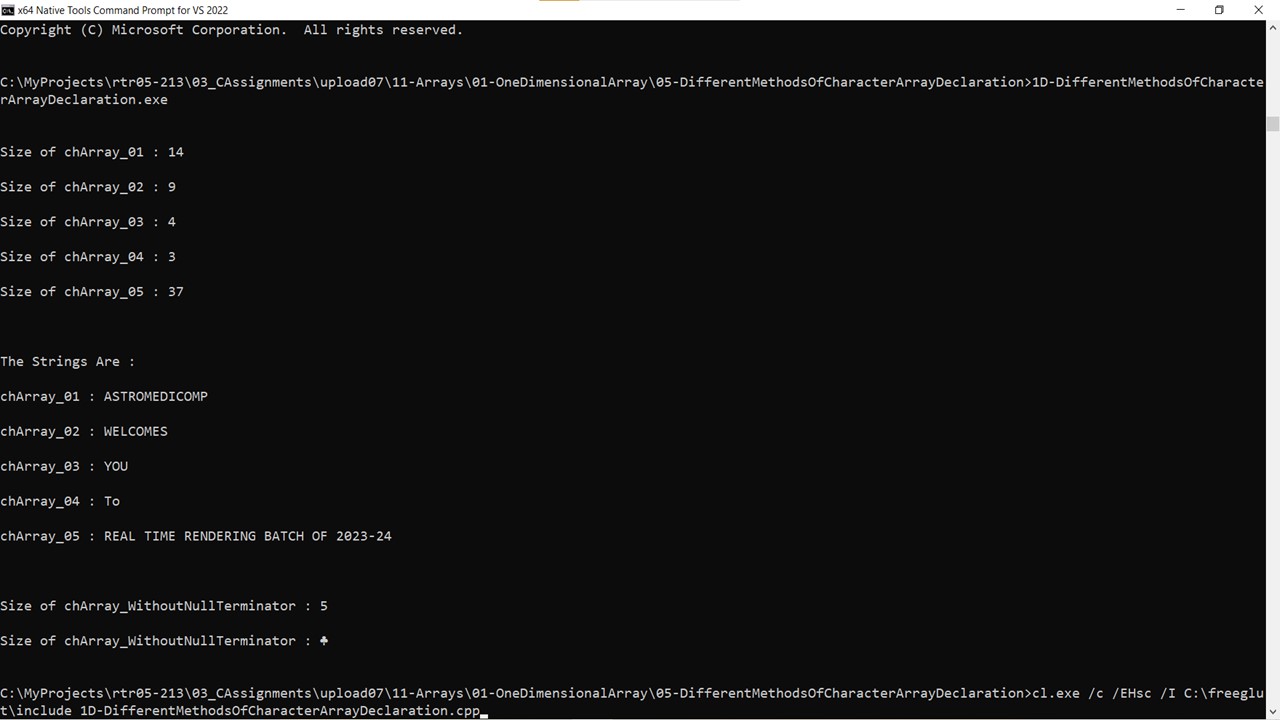 x64 Native Tools Command Prompt for VS 2022
Copyright (C) Microsoft Corporation.  All rights reserved.
C:\MyProjects\rtr05-213\03_CAssignments\upload07\11-Arrays\01-OneDimensionalArray\05-DifferentMethodsOfCharacterArrayDeclaration>1D-DifferentMethodsOfCharacte
rArrayDeclaration.exe
Size of chArray_01 : 14
Size of chArray_02 : 9
Size of chArray_03 : 4
Size of chArray_04 : 3
Size of chArray_05 : 37
The Strings Are :
chArray_01 : ASTROMEDICOMP
chArray_02 : WELCOMES
chArray_03 : YOU
chArray_04 : To
chArray_05 : REAL TIME RENDERING BATCH OF 2023-24
Size of chArray_WithoutNullTerminator : 5
Size of chArray_WithoutNullTerminator : ♣
C:\MyProjects\rtr05-213\03_CAssignments\upload07\11-Arrays\01-OneDimensionalArray\05-DifferentMethodsOfCharacterArrayDeclaration>cl.exe /c /EHsc /I C:\freeglu
t\include 1D-DifferentMethodsOfCharacterArrayDeclaration.cpp